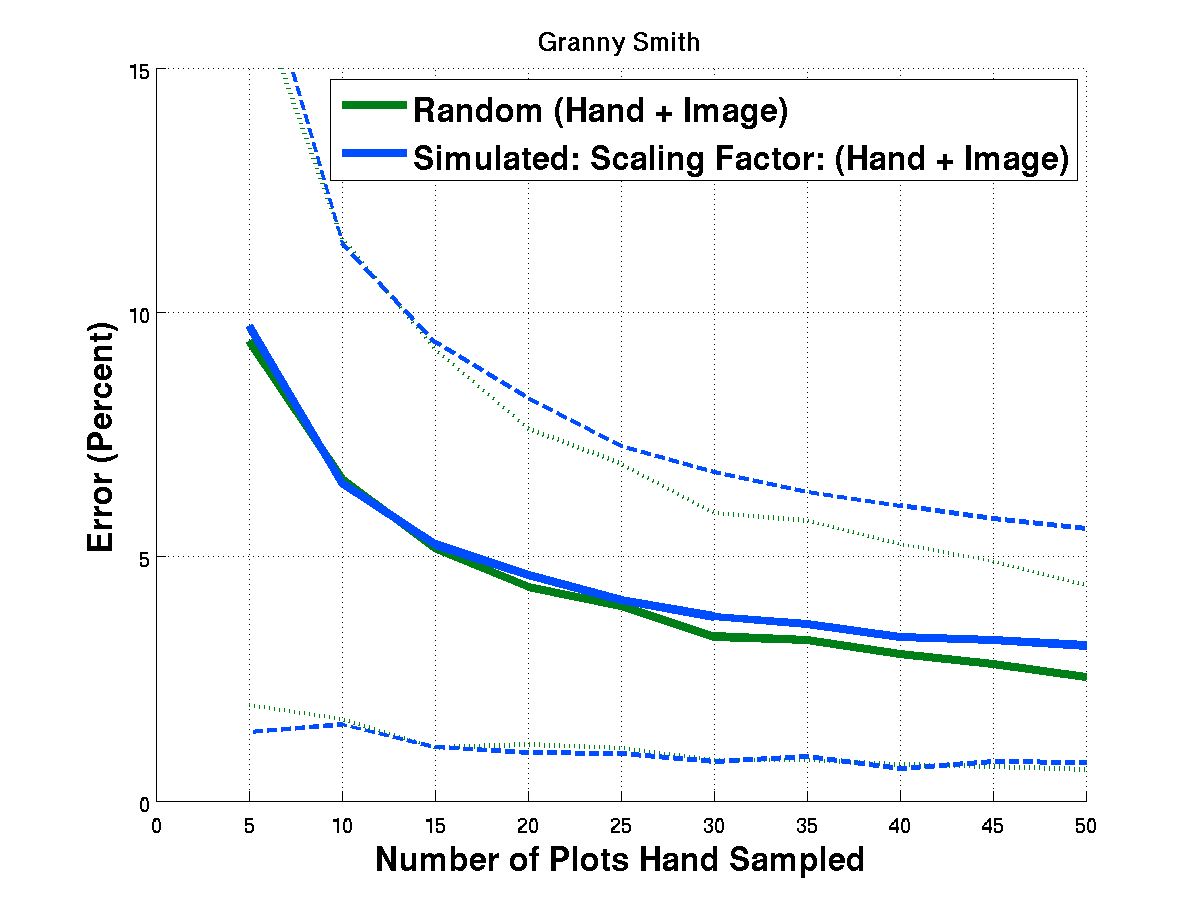 Granny Smith
15
10
5
0
Random (Hand + Image)
Simulated: Scaling Factor: (Hand + Image)
Error (Percent)
0 5 10 15 20 25 30 35 40 45 50
Number of Plots Hand Sampled